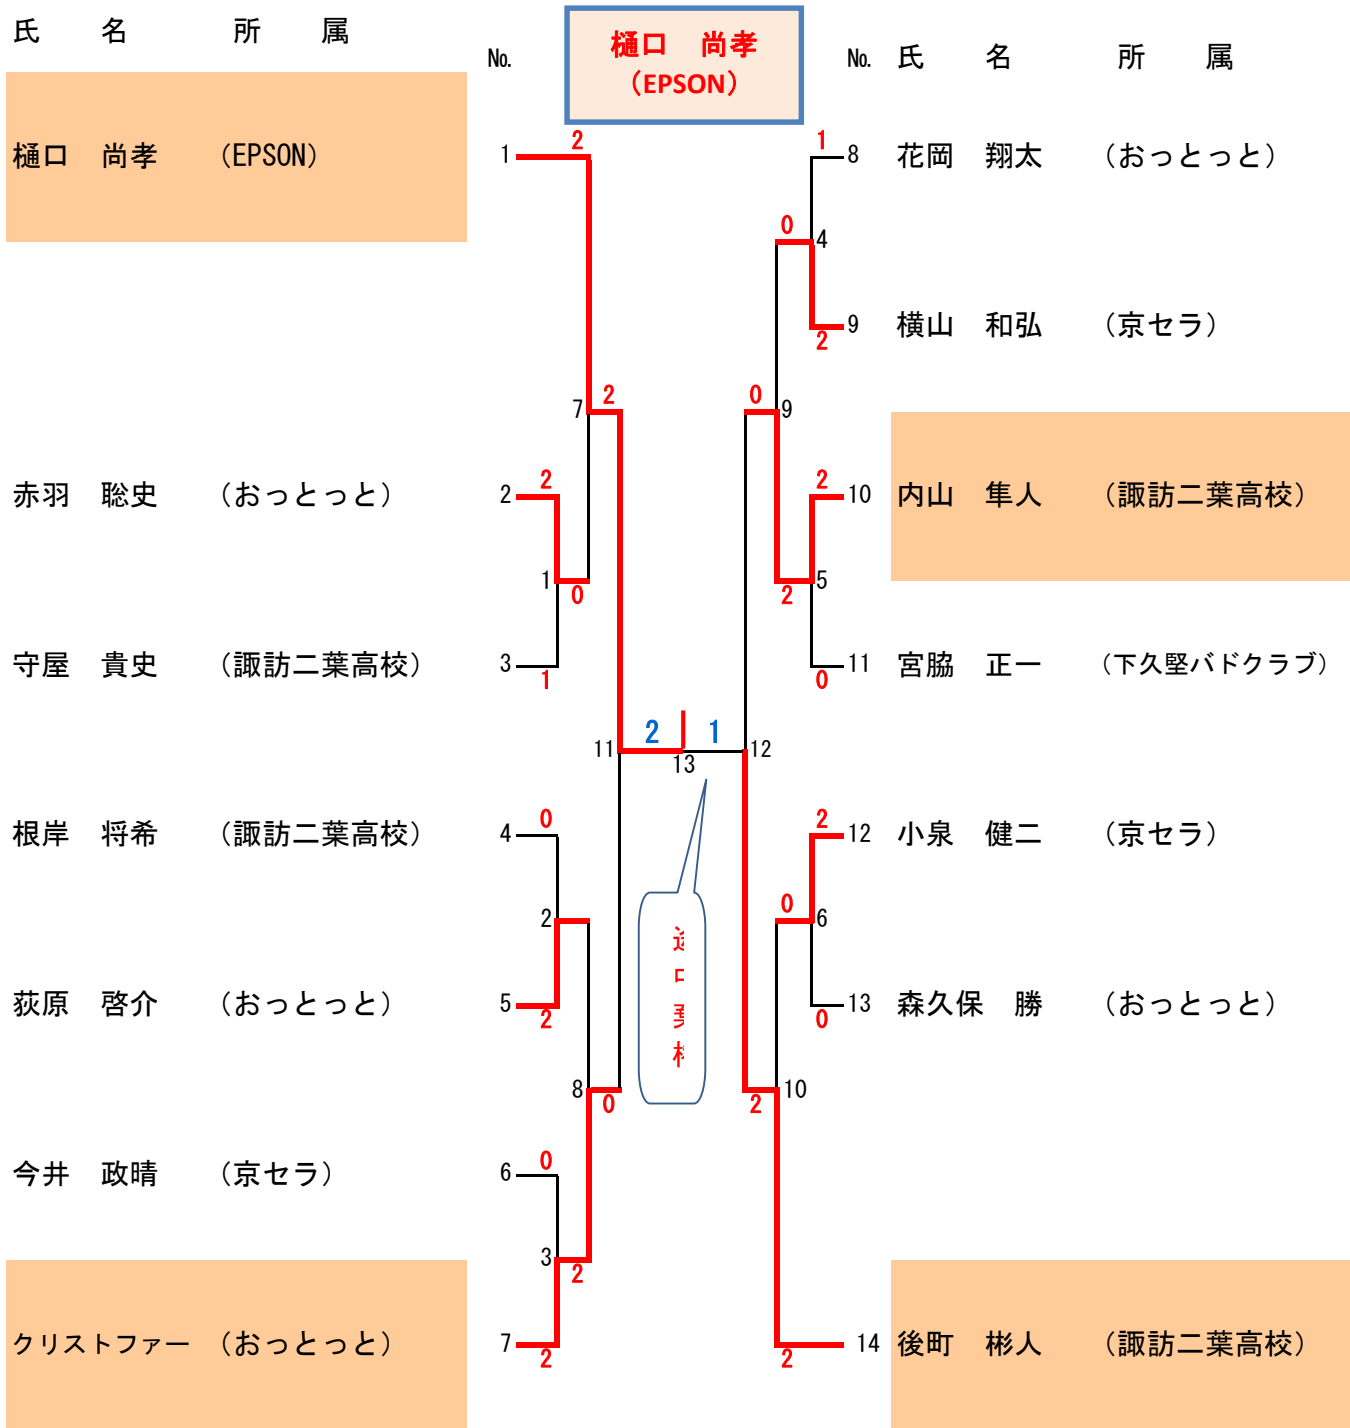 氏 名 所 属
No.
樋口 尚孝
(EPSON)
No. 氏 名 所 属
樋口 尚孝 (EPSON)
1
2
1
8
花岡 翔太 (おっとっと)
0
4
2
9
横山 和弘 (京セラ)
7
2
0
9
赤羽 聡史 (おっとっと)
2
2
2
10
内山 隼人 (諏訪二葉高校)
1
0
2
5
守屋 貴史 (諏訪二葉高校)
3
1
0
11
宮脇 正一 (下久堅バドクラブ)
11
2
13
1
12
根岸 将希 (諏訪二葉高校)
4
0
2
12
小泉 健二 (京セラ)
2
0
6
荻原 啓介 (おっとっと)
5
2
0
13
森久保 勝 (おっとっと)
8
0
2
10
今井 政晴 (京セラ)
6
0
3
2
クリストファー (おっとっと)
7
2
2
14
後町 彬人 (諏訪二葉高校)